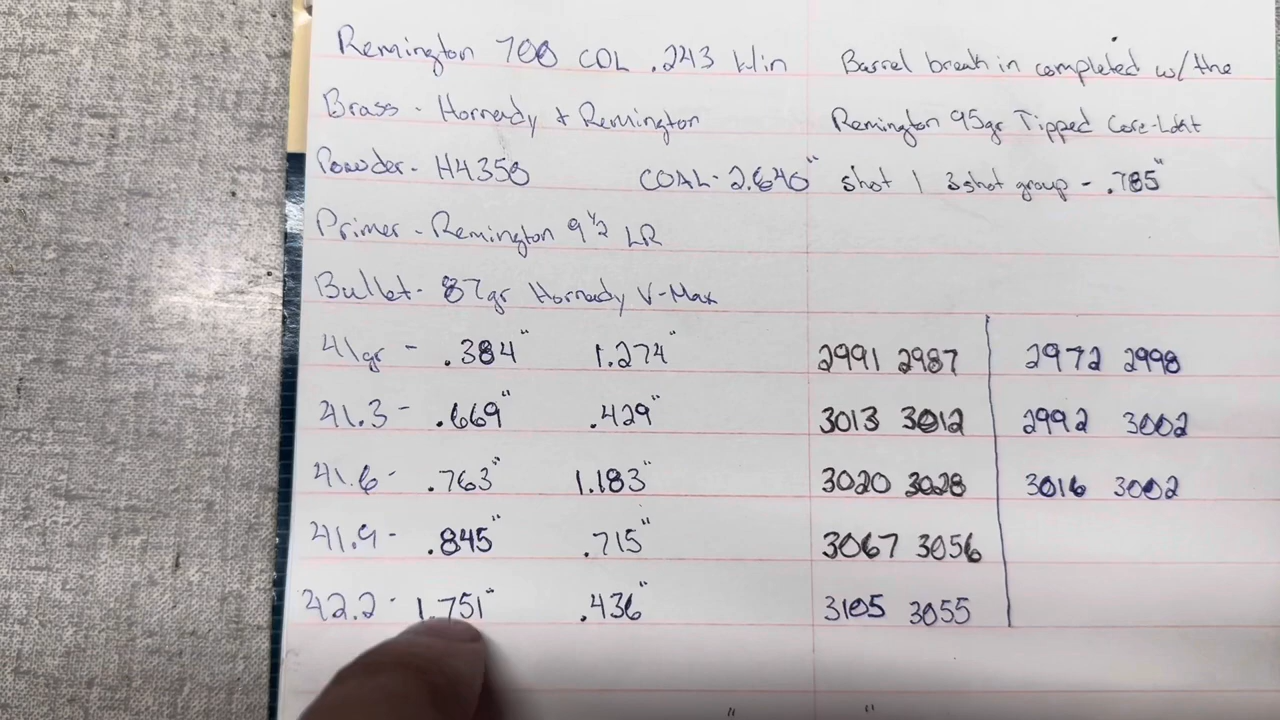 Remington 700 CDL .243 Win Barrel break in completed w/ the
Brass - Hornady + Remington Remington 95gr Tipped Core-Lokt
Powder - H4350 COAL - 2.640" shot 1 3 shot group - .785"
Primer - Remington 9 1/2 LR
Bullet - 87gr Hornady V-Max
41gr - .384" 1.274" 2991 2987 2972 2998
41.3 - .669" .429" 3013 3012 2992 3002
41.6 - .763" 1.183" 3020 3028 3016 3002
41.9 - .845" .715" 3067 3056
42.2 - 1.751" .436" 3105 3055